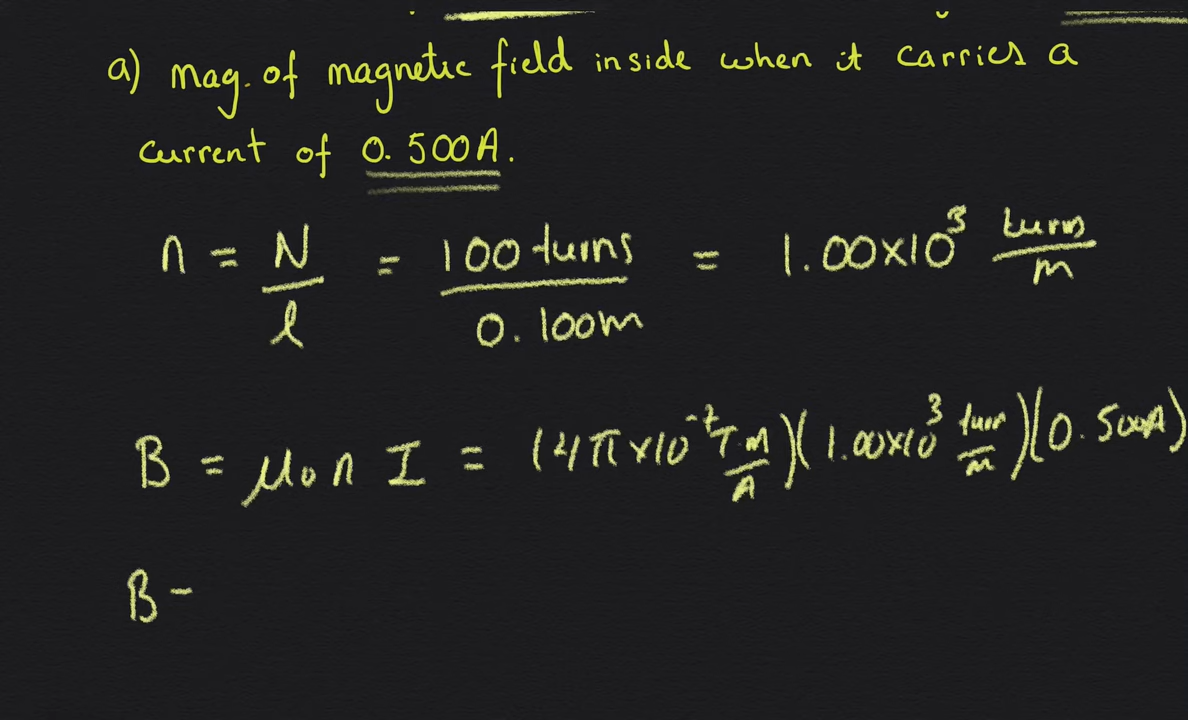 a) mag. of magnetic field inside when it carries a
current of 0.500A.
n = N/l = 100 turns/0.100m = 1.00×10³ turns/m
B = μ₀ n I = (4π×10⁻⁷ T·m/A)(1.00×10³ turn/m)(0.500A)
B -